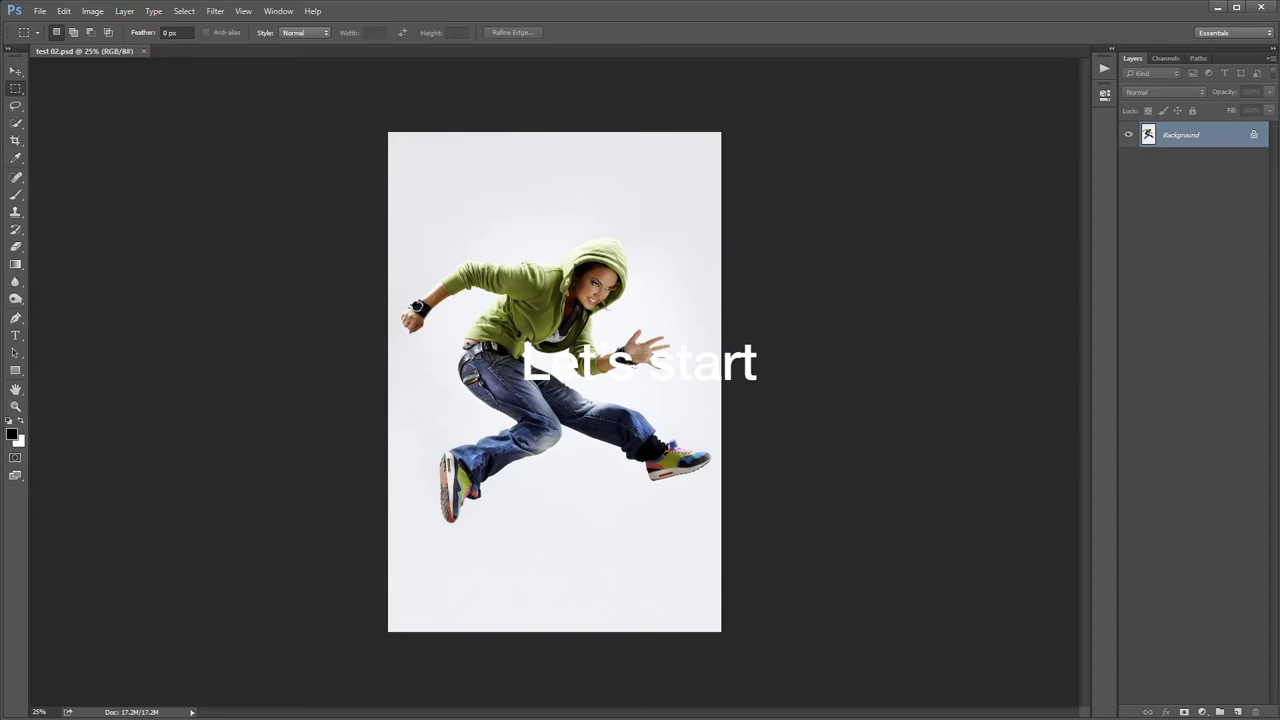 Ps File Edit Image Layer Type Select Filter View Window Help
Feather: 0 px Anti-alias Style: Normal Width: Height: Refine Edge... Essentials
test 02.psd @ 25% (RGB/8#) ×
Layers Channels Paths
Kind
Normal Opacity: 100%
Lock: Fill: 100%
Background
Let's start
25% Doc: 17.2M/17.2M